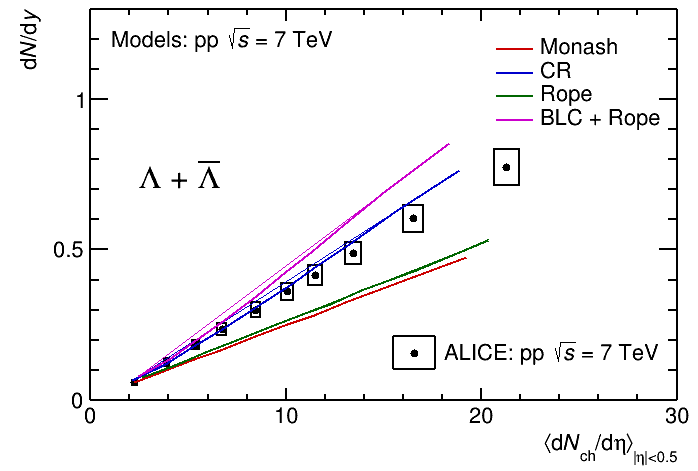 dN/dy
Models: pp √s = 7 TeV
Monash
CR
Rope
BLC + Rope
1
Λ + Λ̅
0.5
ALICE: pp √s = 7 TeV
0
0 10 20 30
⟨dN_ch/dη⟩_|η|<0.5